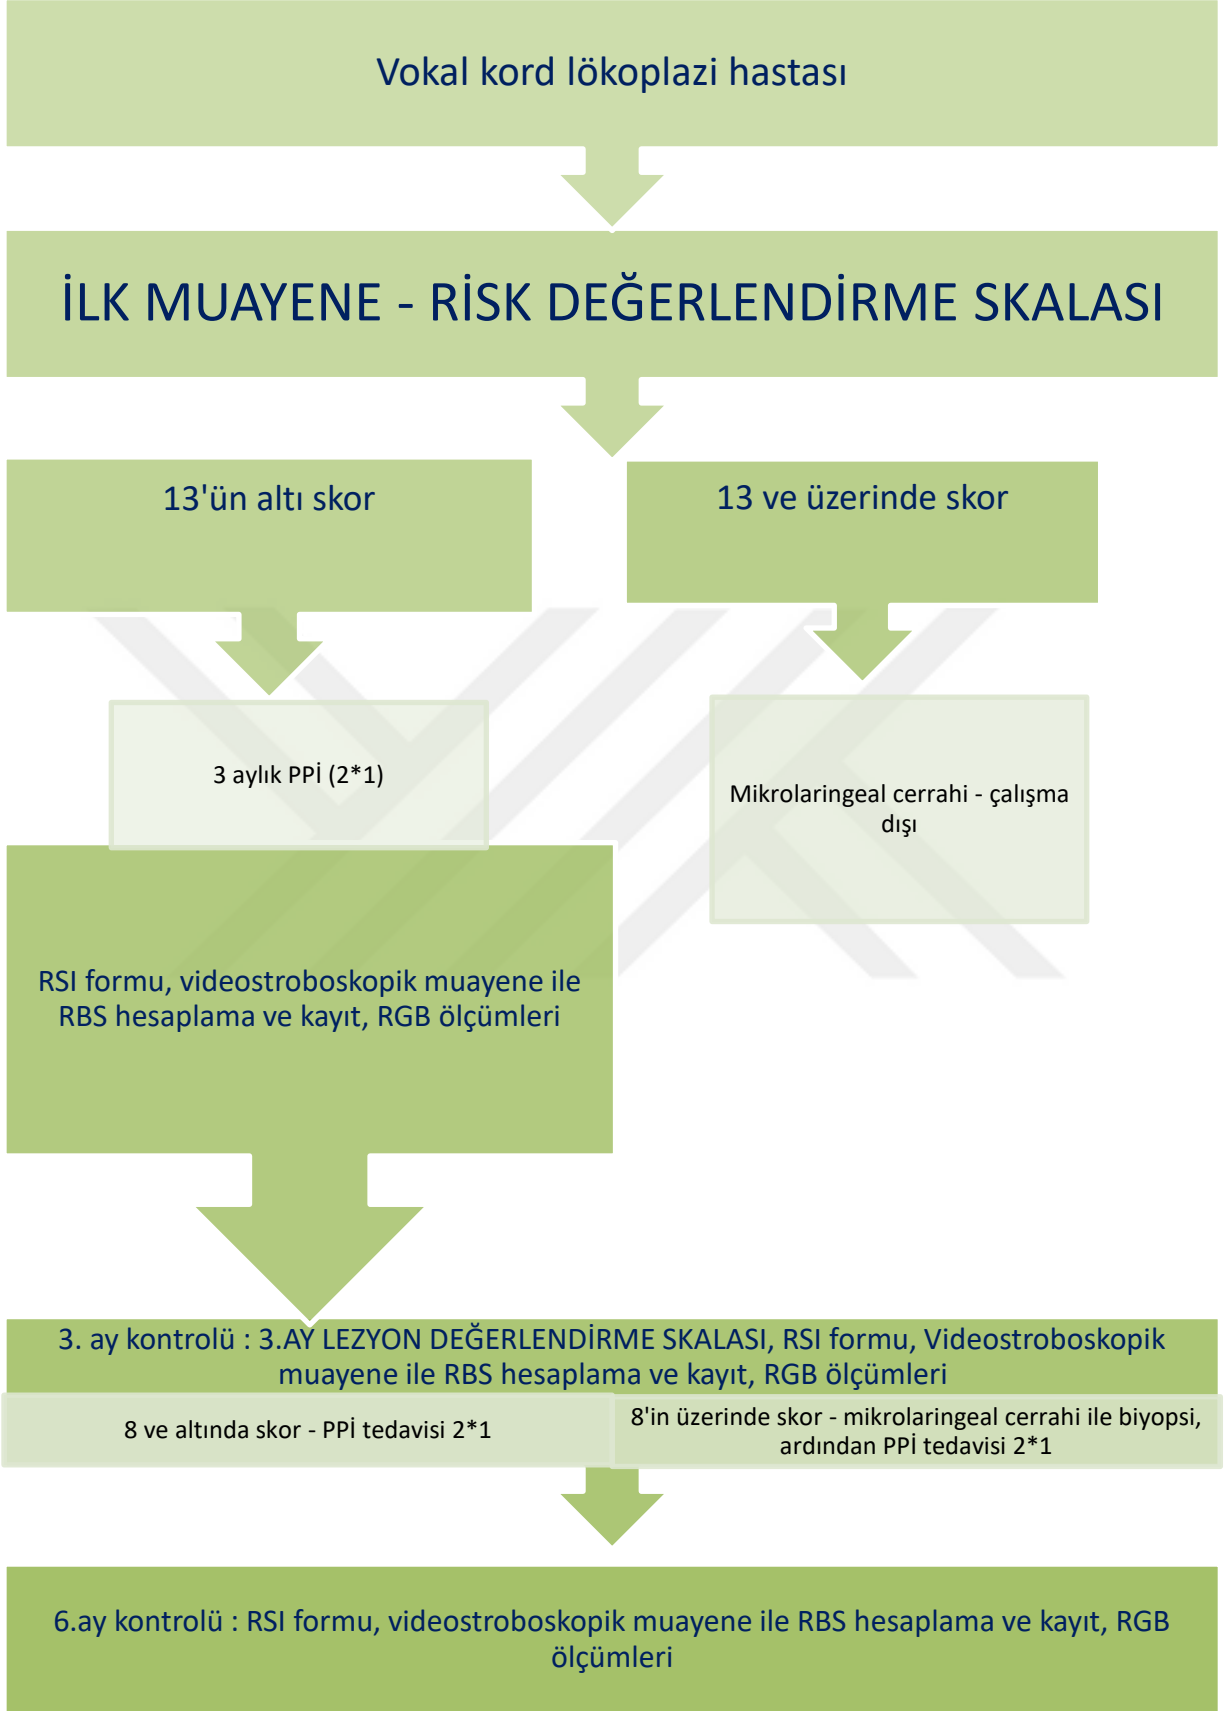 Vokal kord lökoplazi hastası
İLK MUAYENE - RİSK DEĞERLENDİRME SKALASI
13'ün altı skor
13 ve üzerinde skor
3 aylık PPİ (2*1)
Mikrolaringeal cerrahi - çalışma
dışı
RSI formu, videostroboskopik muayene ile
RBS hesaplama ve kayıt, RGB ölçümleri
3. ay kontrolü : 3.AY LEZYON DEĞERLENDİRME SKALASI, RSI formu, Videostroboskopik
muayene ile RBS hesaplama ve kayıt, RGB ölçümleri
8 ve altında skor - PPİ tedavisi 2*1
8'in üzerinde skor - mikrolaringeal cerrahi ile biyopsi,
ardından PPİ tedavisi 2*1
6.ay kontrolü : RSI formu, videostroboskopik muayene ile RBS hesaplama ve kayıt, RGB
ölçümleri